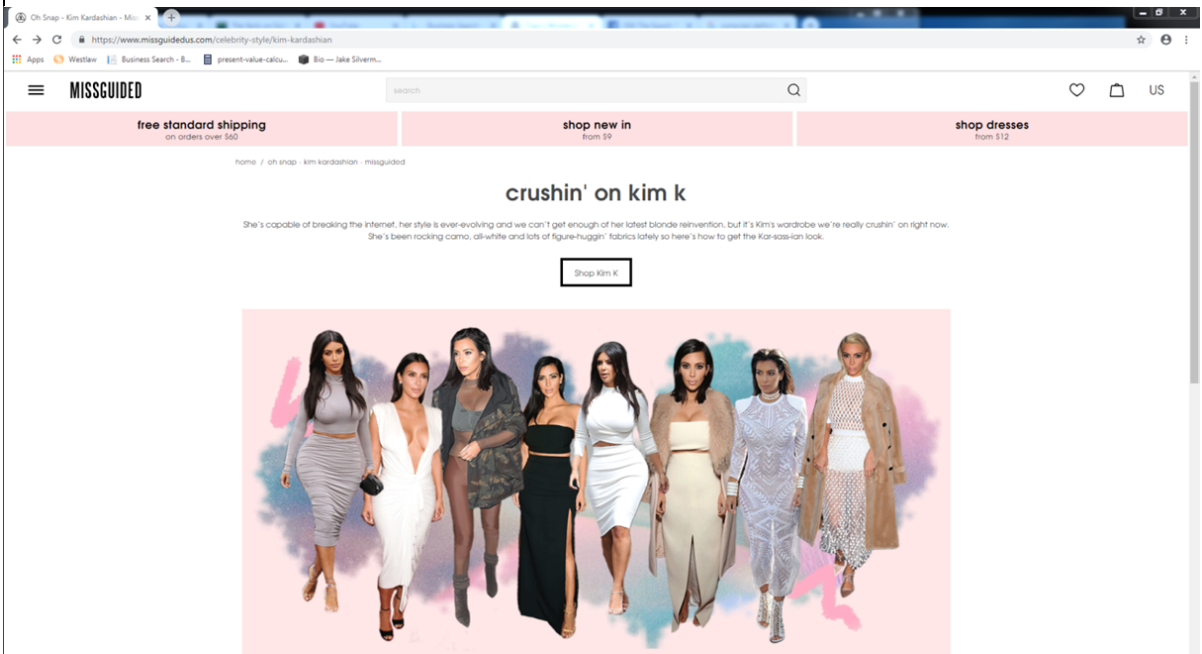 Oh Snap - Kim Kardashian - Mis
https://www.missguidedus.com/celebrity-style/kim-kardashian
Apps Westlaw Business Search - B... present-value-calcu... Bio — Jake Silverm...
MISSGUIDED search US
free standard shipping shop new in shop dresses
on orders over $60 from $9 from $12
home / oh snap - kim kardashian - missguided
crushin' on kim k
She's capable of breaking the internet, her style is ever-evolving and we can't get enough of her latest blonde reinvention, but it's Kim's wardrobe we're really crushin' on right now.
She's been rocking camo, all-white and lots of figure-huggin' fabrics lately so here's how to get the Kar-sass-ian look.
Shop Kim K